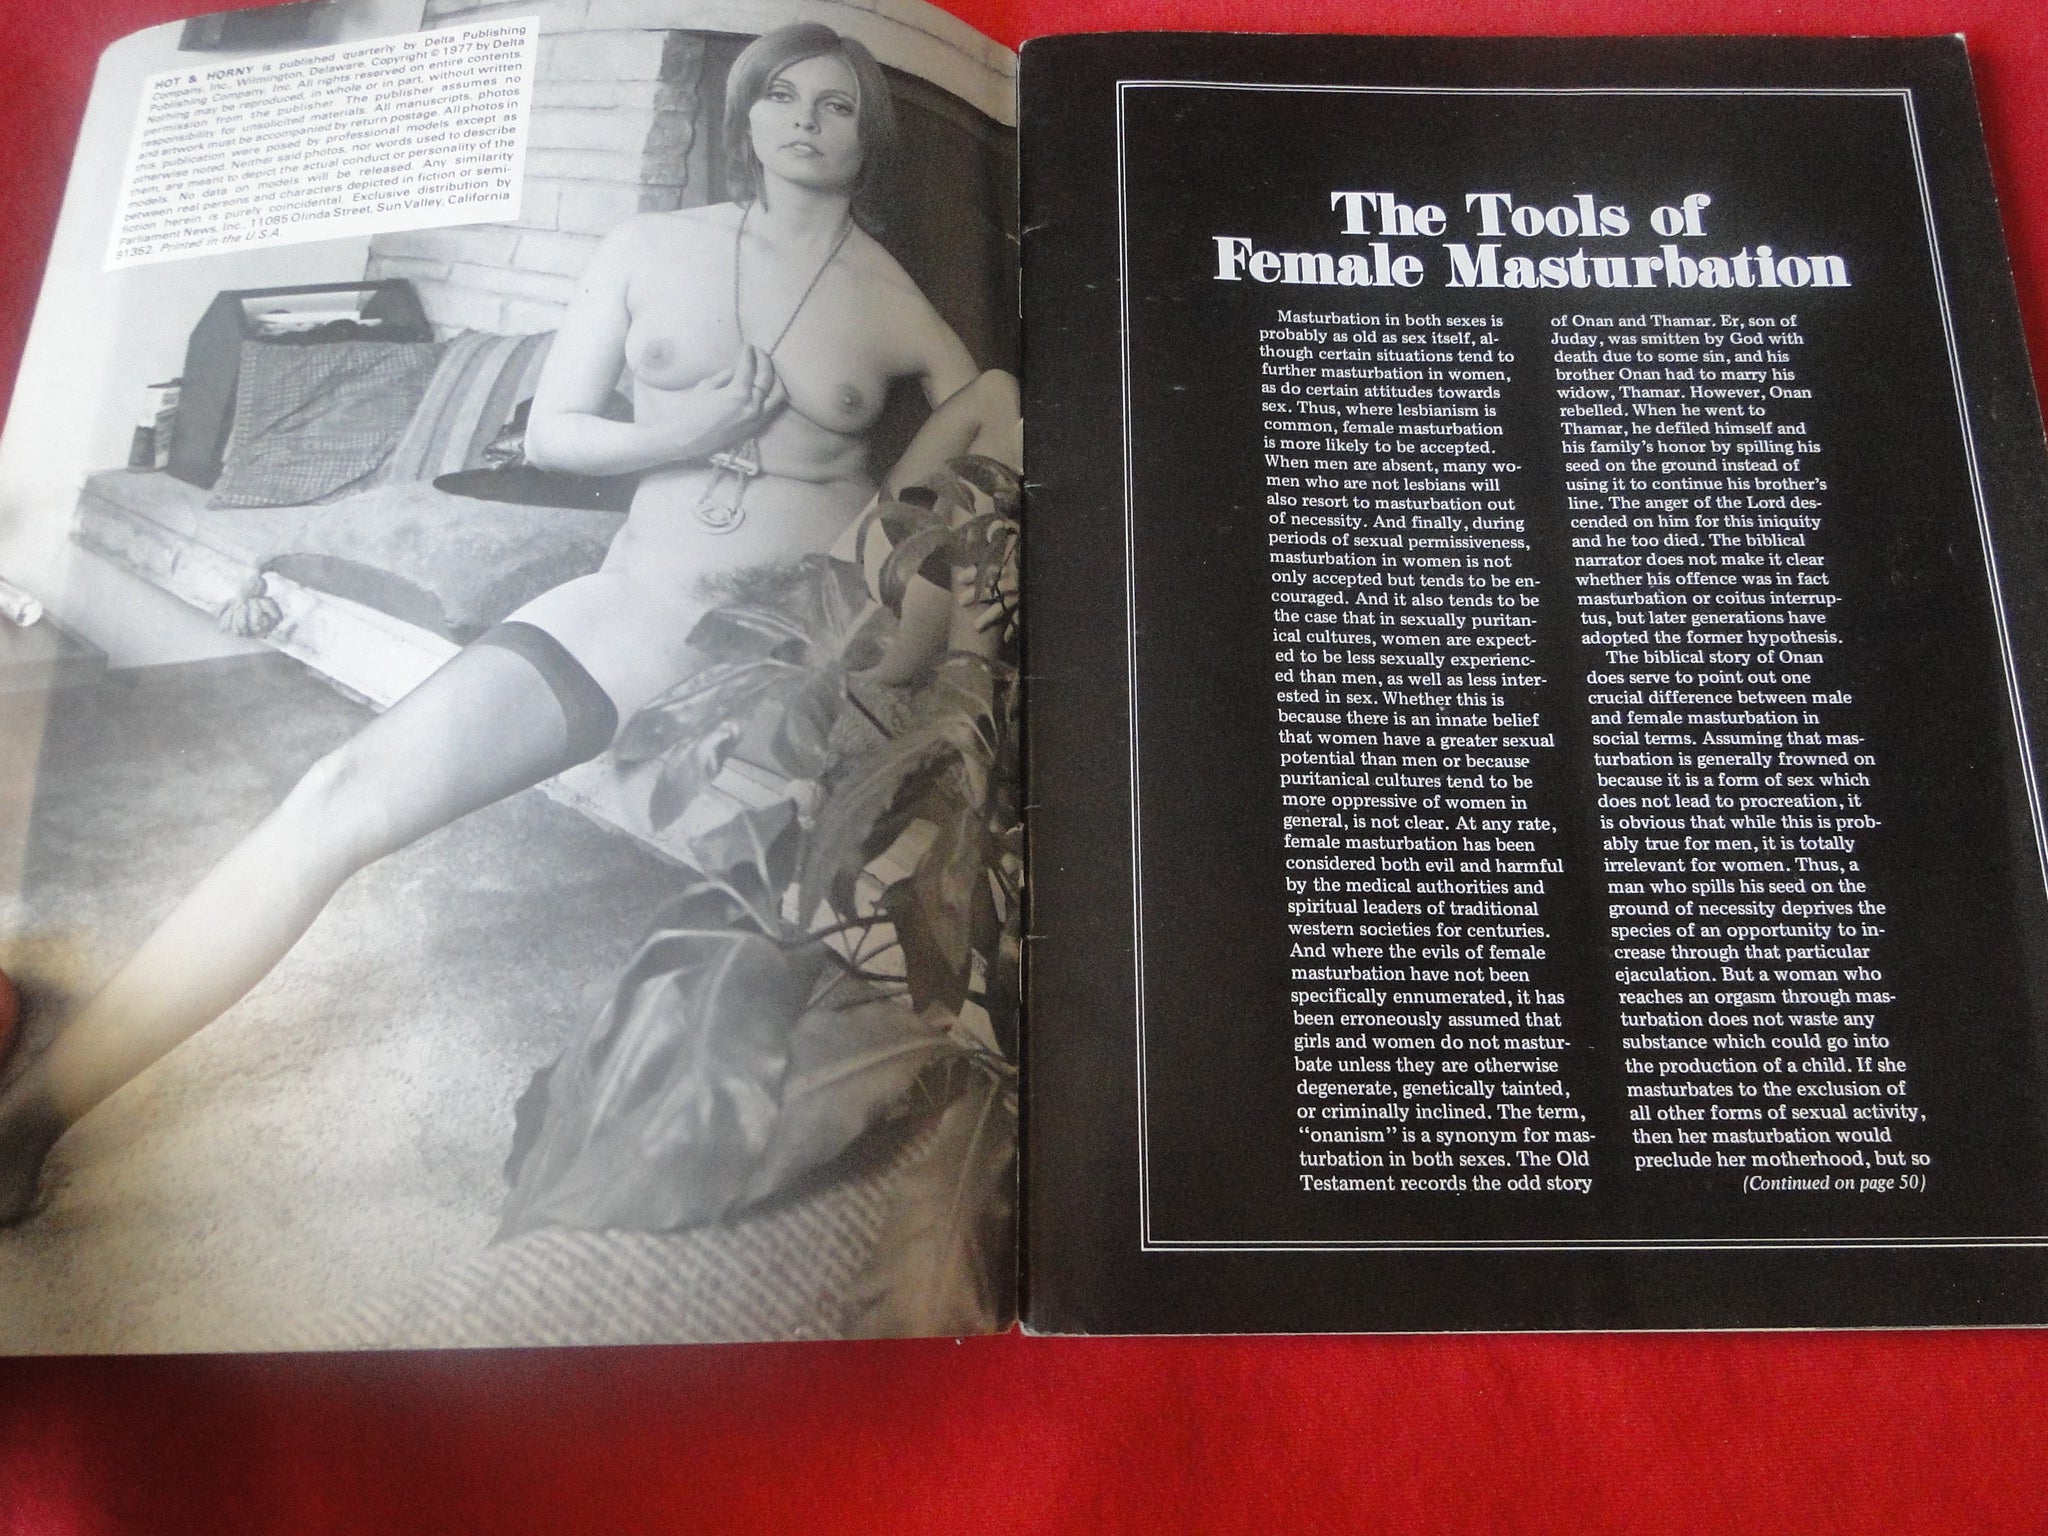 HOT & HORNY is published quarterly by Delta Publishing
Company, Inc., Wilmington, Delaware. Copyright © 1977 by Delta
Publishing Company, Inc. All rights reserved on entire contents.
Nothing may be reproduced, in whole or in part, without written
permission from the publisher. The publisher assumes no
responsibility for unsolicited materials. All manuscripts, photos
and artwork must be accompanied by return postage. All photos in
this publication were posed by professional models except as
otherwise noted. Neither said photos, nor words used to describe
them, are meant to depict the actual conduct or personality of the
models. No data on models will be released. Any similarity
between real persons and characters depicted in fiction or semi-
fiction herein is purely coincidental. Exclusive distribution by
Parliament News, Inc., 11085 Olinda Street, Sun Valley, California
91352. Printed in the U.S.A.
The Tools of
Female Masturbation
Masturbation in both sexes is
probably as old as sex itself, al-
though certain situations tend to
further masturbation in women,
as do certain attitudes towards
sex. Thus, where lesbianism is
common, female masturbation
is more likely to be accepted.
When men are absent, many wo-
men who are not lesbians will
also resort to masturbation out
of necessity. And finally, during
periods of sexual permissiveness,
masturbation in women is not
only accepted but tends to be en-
couraged. And it also tends to be
the case that in sexually puritan-
ical cultures, women are expect-
ed to be less sexually experienc-
ed than men, as well as less inter-
ested in sex. Whether this is
because there is an innate belief
that women have a greater sexual
potential than men or because
puritanical cultures tend to be
more oppressive of women in
general, is not clear. At any rate,
female masturbation has been
considered both evil and harmful
by the medical authorities and
spiritual leaders of traditional
western societies for centuries.
And where the evils of female
masturbation have not been
specifically ennumerated, it has
been erroneously assumed that
girls and women do not mastur-
bate unless they are otherwise
degenerate, genetically tainted,
or criminally inclined. The term,
“onanism” is a synonym for mas-
turbation in both sexes. The Old
Testament records the odd story
of Onan and Thamar. Er, son of
Juday, was smitten by God with
death due to some sin, and his
brother Onan had to marry his
widow, Thamar. However, Onan
rebelled. When he went to
Thamar, he defiled himself and
his family's honor by spilling his
seed on the ground instead of
using it to continue his brother's
line. The anger of the Lord des-
cended on him for this iniquity
and he too died. The biblical
narrator does not make it clear
whether his offence was in fact
masturbation or coitus interrup-
tus, but later generations have
adopted the former hypothesis.
The biblical story of Onan
does serve to point out one
crucial difference between male
and female masturbation in
social terms. Assuming that mas-
turbation is generally frowned on
because it is a form of sex which
does not lead to procreation, it
is obvious that while this is prob-
ably true for men, it is totally
irrelevant for women. Thus, a
man who spills his seed on the
ground of necessity deprives the
species of an opportunity to in-
crease through that particular
ejaculation. But a woman who
reaches an orgasm through mas-
turbation does not waste any
substance which could go into
the production of a child. If she
masturbates to the exclusion of
all other forms of sexual activity,
then her masturbation would
preclude her motherhood, but so
(Continued on page 50)